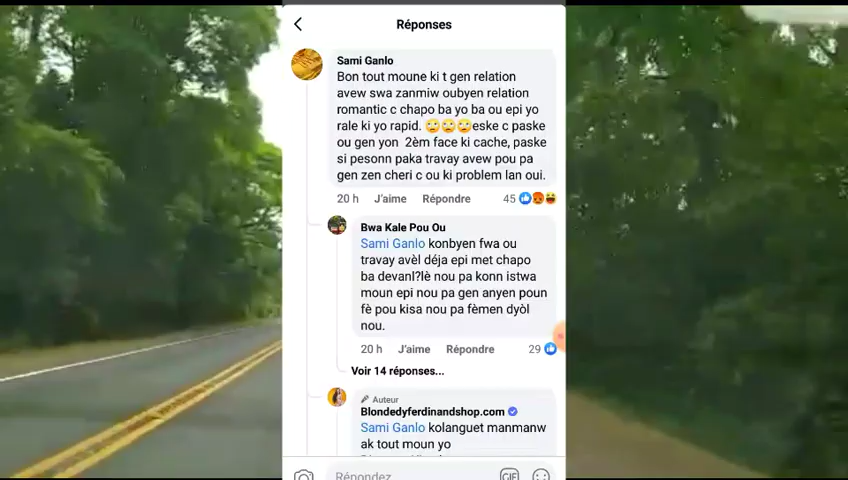 Réponses
Sami Ganlo
Bon tout moune ki t gen relation
avew swa zanmiw oubyen relation
romantic c chapo ba yo ba ou epi yo
rale ki yo rapid. 🙄🙄🙄eske c paske
ou gen yon 2èm face ki cache, paske
si pesonn paka travay avew pou pa
gen zen cheri c ou ki problem lan oui.
20 h J'aime Répondre 45
Bwa Kale Pou Ou
Sami Ganlo konbyen fwa ou
travay avèl déja epi met chapo
ba devanl?lè nou pa konn istwa
moun epi nou pa gen anyen poun
fè pou kisa nou pa fèmen dyòl
nou.
20 h J'aime Répondre 29
Voir 14 réponses...
Auteur
Blondedyferdinandshop.com
Sami Ganlo kolanguet manmanw
ak tout moun yo
Répondez
GIF